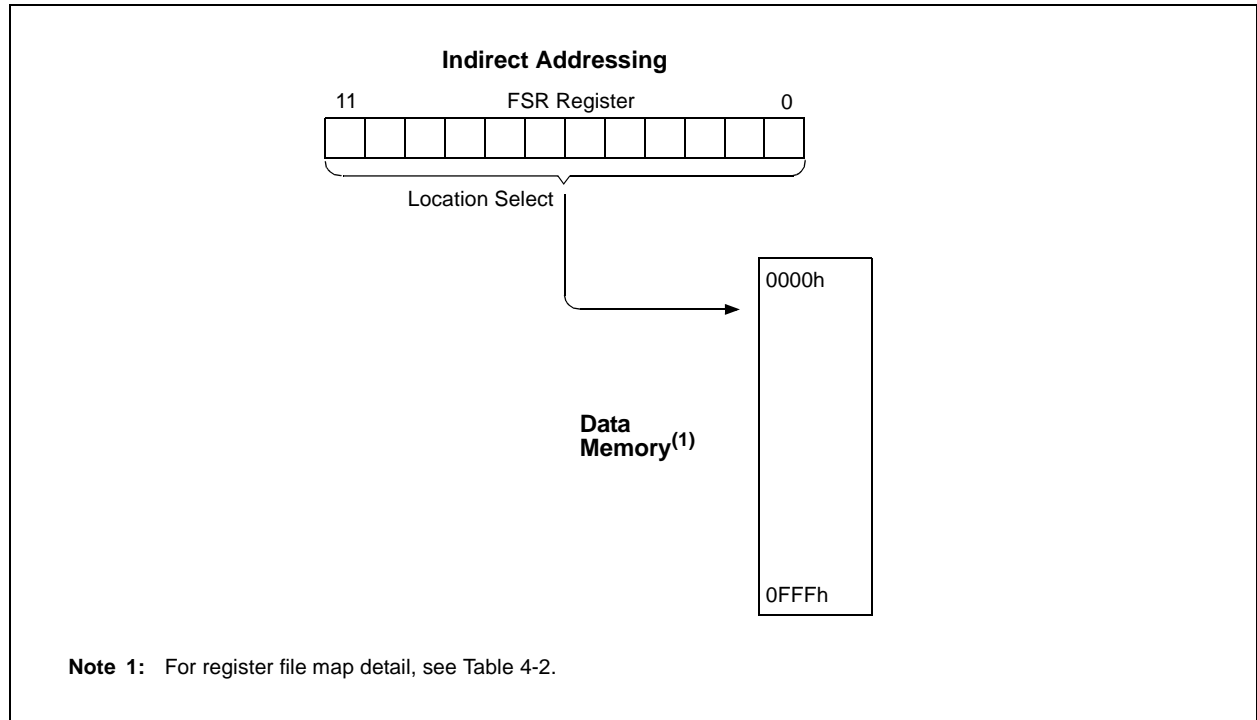 Indirect Addressing
11 FSR Register 0
Location Select
0000h
Data
Memory(1)
0FFFh
Note 1: For register file map detail, see Table 4-2.